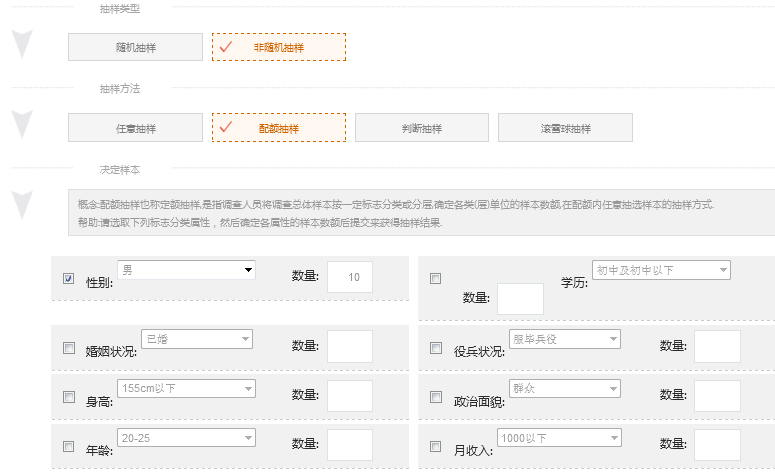 抽样类型
随机抽样 非随机抽样
抽样方法
任意抽样 配额抽样 判断抽样 滚雪球抽样
决定样本
概念:配额抽样也称定额抽样,是指调查人员将调查总体样本按一定标志分类或分层,确定各类(层)单位的样本数额,在配额内任意抽选样本的抽样方式.
帮助:请选取下列标志分类属性，然后确定各属性的样本数额后提交来获得抽样结果.
性别: 男 数量: 10
学历: 初中及初中以下
数量:
婚姻状况: 已婚 数量:
役兵状况: 服毕兵役 数量:
身高: 155cm以下 数量:
政治面貌: 群众 数量:
年龄: 20-25 数量:
月收入: 1000以下 数量: